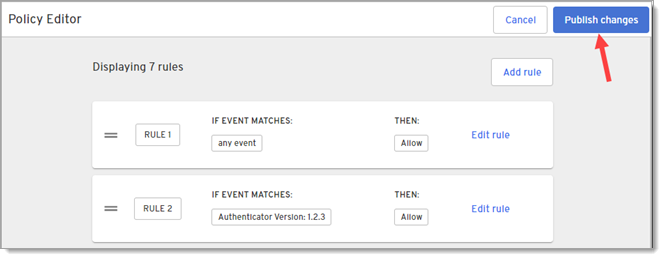 Policy Editor
Cancel
Publish changes
Displaying 7 rules
Add rule
IF EVENT MATCHES:
THEN:
RULE 1
any event
Allow
Edit rule
IF EVENT MATCHES:
THEN:
RULE 2
Authenticator Version: 1.2.3
Allow
Edit rule